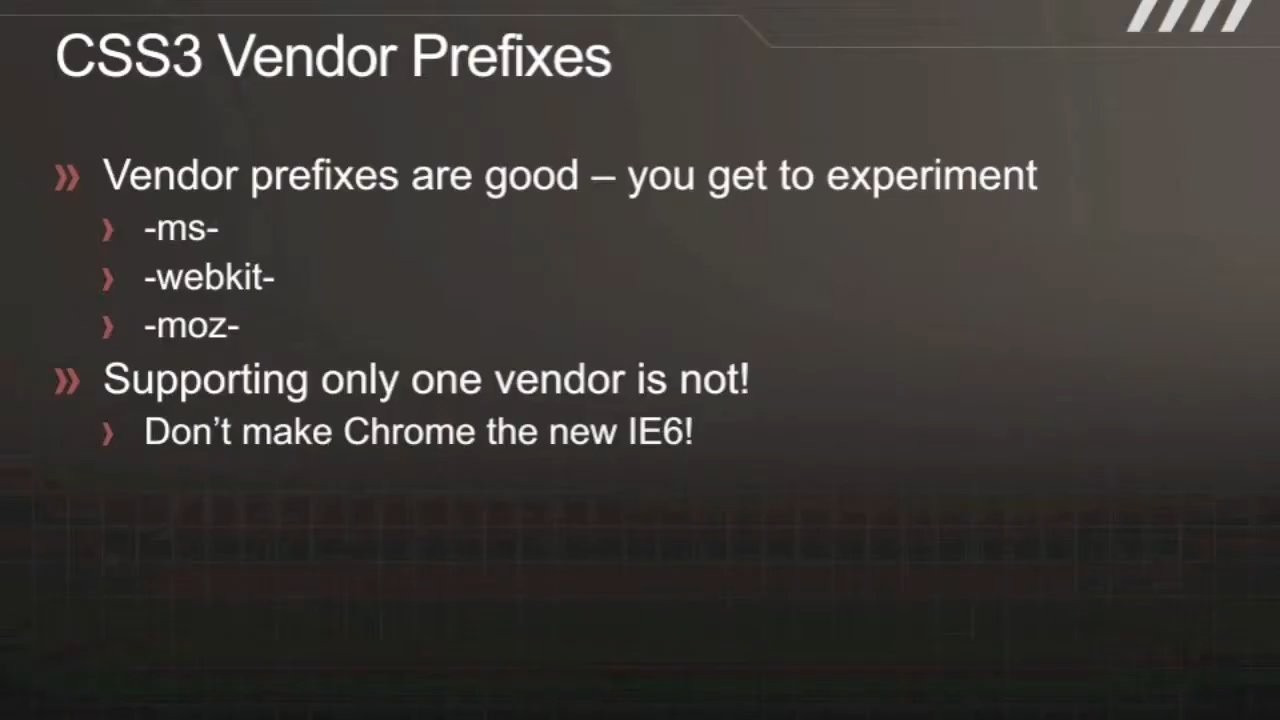 CSS3 Vendor Prefixes
Vendor prefixes are good – you get to experiment
-ms-
-webkit-
-moz-
Supporting only one vendor is not!
Don’t make Chrome the new IE6!